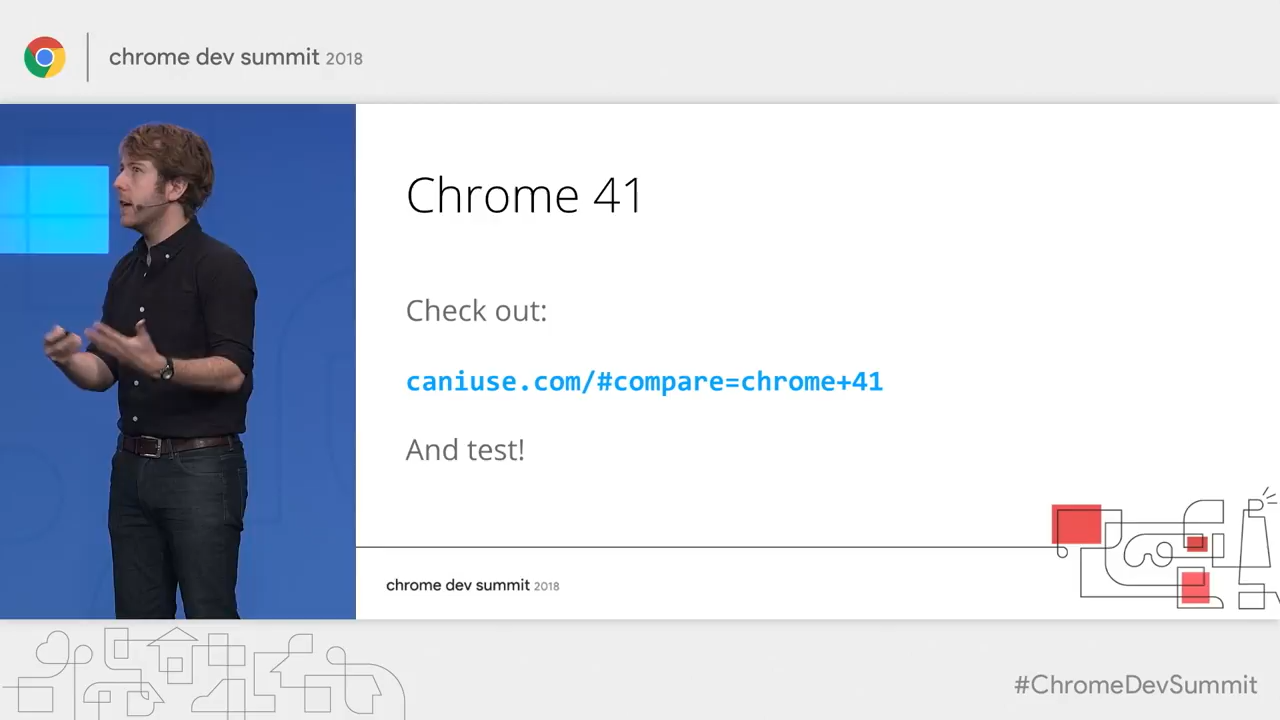 chrome dev summit 2018
Chrome 41
Check out:
caniuse.com/#compare=chrome+41
And test!
chrome dev summit 2018
#ChromeDevSummit